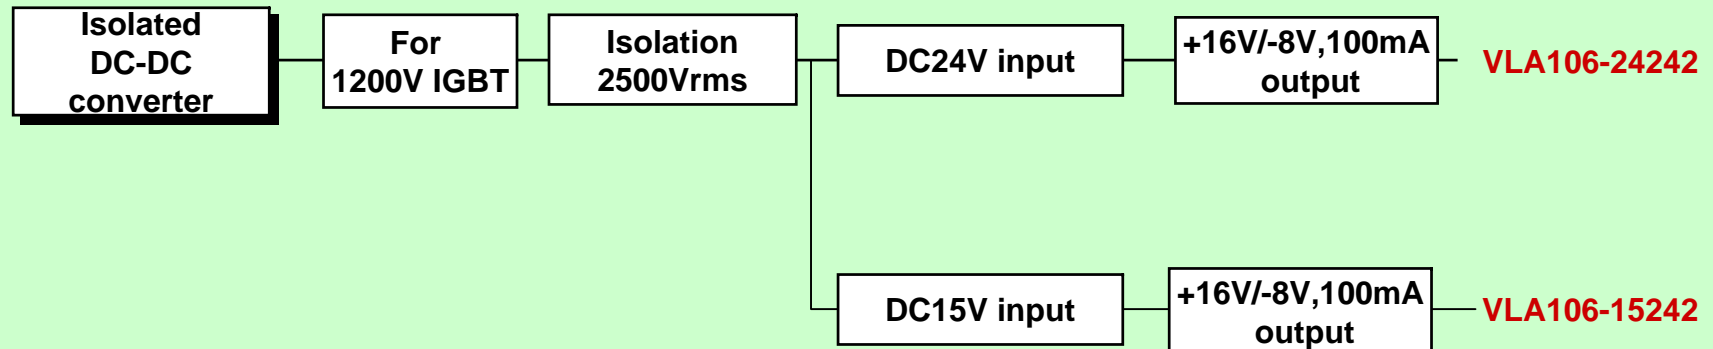 Isolated
DC-DC
converter
For
1200V IGBT
Isolation
2500Vrms
DC24V input
+16V/-8V,100mA
output
VLA106-24242
DC15V input
+16V/-8V,100mA
output
VLA106-15242